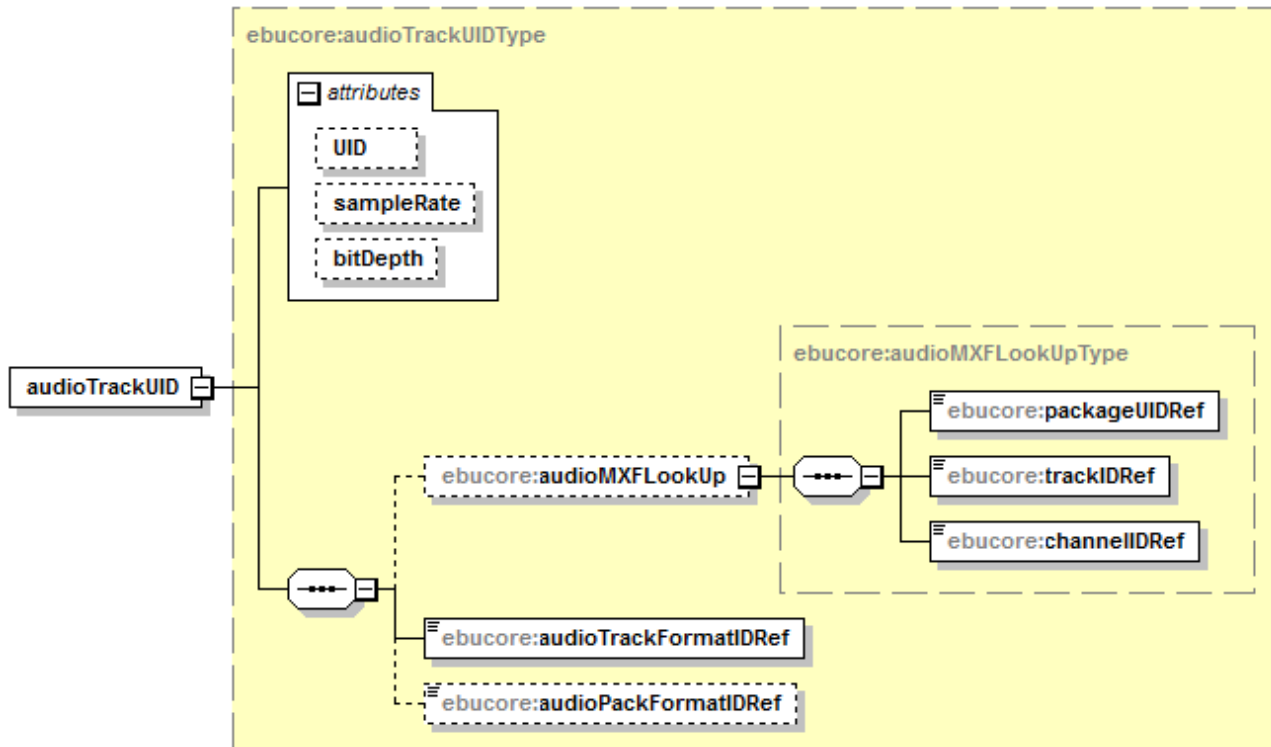 ebucore:audioTrackUIDType
attributes
UID
sampleRate
bitDepth
audioTrackUID
ebucore:audioMXFLookUpType
ebucore:packageUIDRef
ebucore:audioMXFLookUp
ebucore:trackIDRef
ebucore:channelIDRef
ebucore:audioTrackFormatIDRef
ebucore:audioPackFormatIDRef